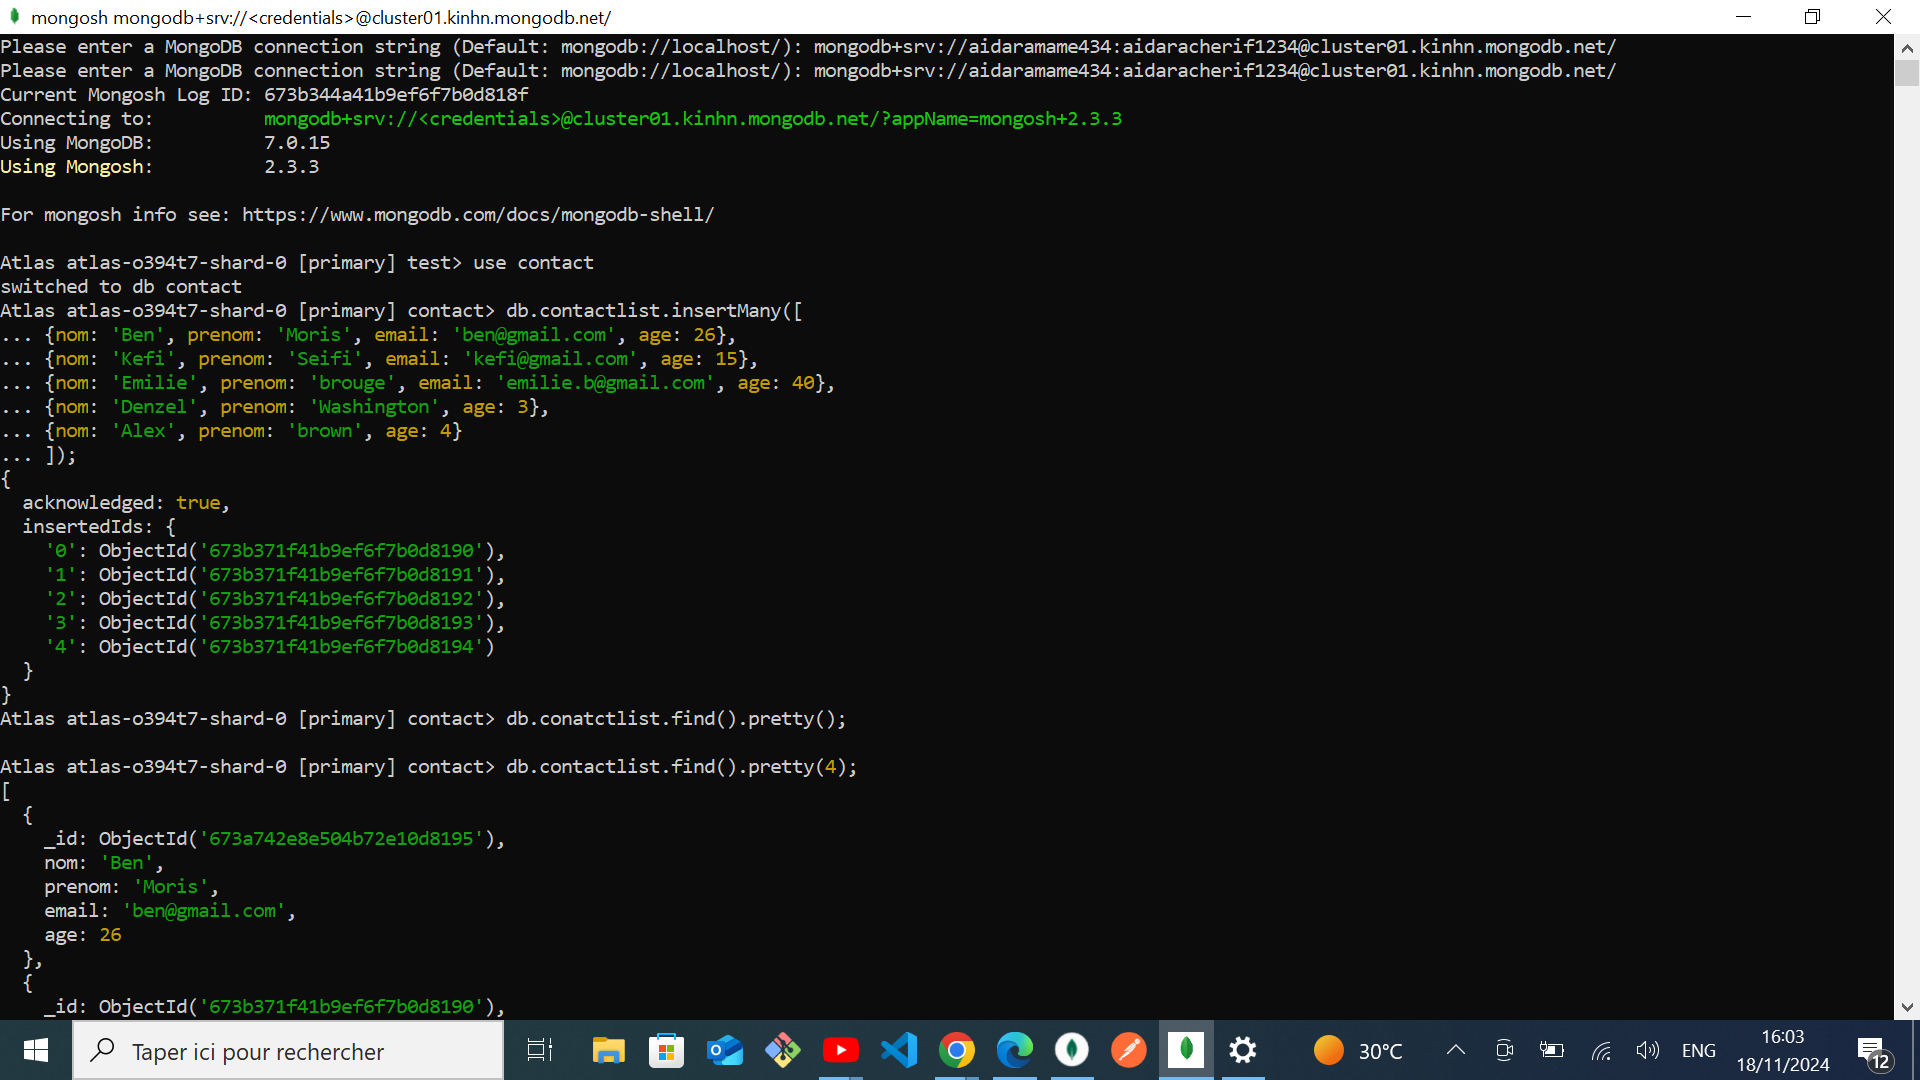 mongosh mongodb+srv://<credentials>@cluster01.kinhn.mongodb.net/
Please enter a MongoDB connection string (Default: mongodb://localhost/): mongodb+srv://aidaramame434:aidaracherif1234@cluster01.kinhn.mongodb.net/
Please enter a MongoDB connection string (Default: mongodb://localhost/): mongodb+srv://aidaramame434:aidaracherif1234@cluster01.kinhn.mongodb.net/
Current Mongosh Log ID: 673b344a41b9ef6f7b0d818f
Connecting to:          mongodb+srv://<credentials>@cluster01.kinhn.mongodb.net/?appName=mongosh+2.3.3
Using MongoDB:          7.0.15
Using Mongosh:          2.3.3
For mongosh info see: https://www.mongodb.com/docs/mongodb-shell/
Atlas atlas-o394t7-shard-0 [primary] test> use contact
switched to db contact
Atlas atlas-o394t7-shard-0 [primary] contact> db.contactlist.insertMany([
... {nom: 'Ben', prenom: 'Moris', email: 'ben@gmail.com', age: 26},
... {nom: 'Kefi', prenom: 'Seifi', email: 'kefi@gmail.com', age: 15},
... {nom: 'Emilie', prenom: 'brouge', email: 'emilie.b@gmail.com', age: 40},
... {nom: 'Denzel', prenom: 'Washington', age: 3},
... {nom: 'Alex', prenom: 'brown', age: 4}
... ]);
{
  acknowledged: true,
  insertedIds: {
    '0': ObjectId('673b371f41b9ef6f7b0d8190'),
    '1': ObjectId('673b371f41b9ef6f7b0d8191'),
    '2': ObjectId('673b371f41b9ef6f7b0d8192'),
    '3': ObjectId('673b371f41b9ef6f7b0d8193'),
    '4': ObjectId('673b371f41b9ef6f7b0d8194')
  }
}
Atlas atlas-o394t7-shard-0 [primary] contact> db.conatctlist.find().pretty();
Atlas atlas-o394t7-shard-0 [primary] contact> db.contactlist.find().pretty(4);
[
  {
    _id: ObjectId('673a742e8e504b72e10d8195'),
    nom: 'Ben',
    prenom: 'Moris',
    email: 'ben@gmail.com',
    age: 26
  },
  {
    _id: ObjectId('673b371f41b9ef6f7b0d8190'),
Taper ici pour rechercher
30°C
ENG
16:03
18/11/2024
12